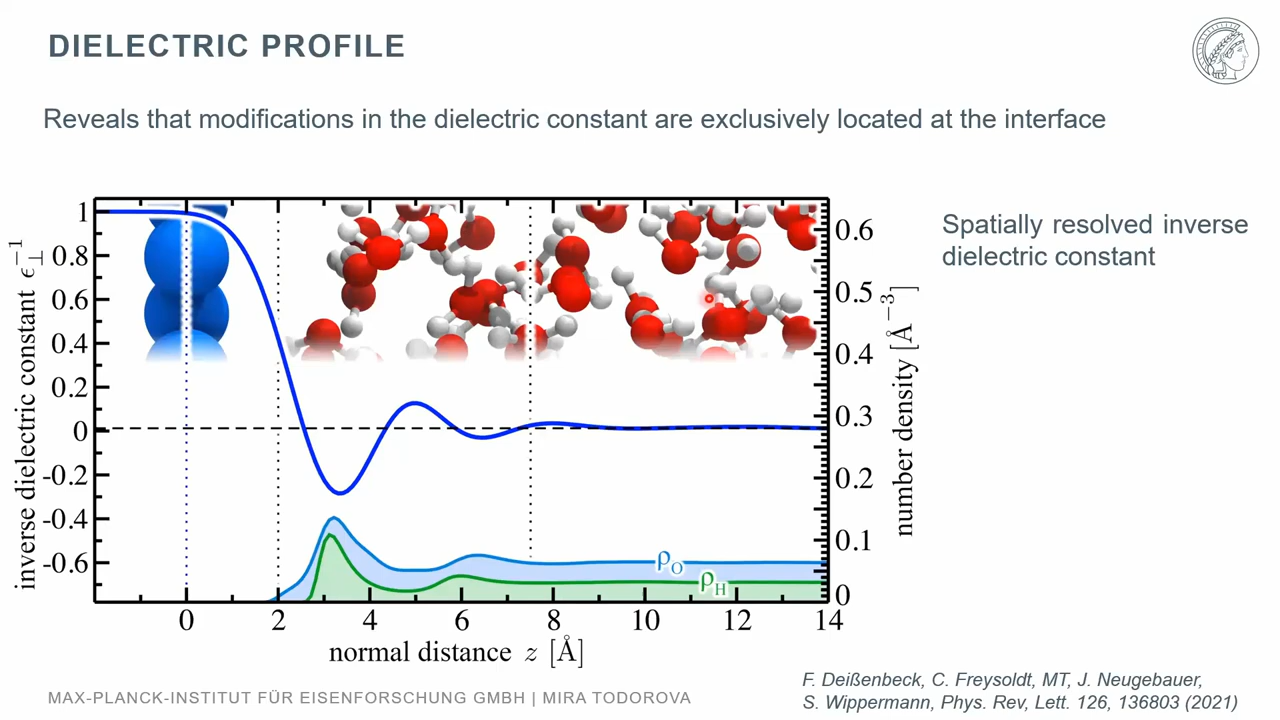 DIELECTRIC PROFILE
Reveals that modifications in the dielectric constant are exclusively located at the interface
Spatially resolved inverse
dielectric constant
inverse dielectric constant ϵ⊥⁻¹
1
0.8
0.6
0.4
0.2
0
-0.2
-0.4
-0.6
0.6
0.5
0.4
0.3
0.2
0.1
0
number density [Å⁻³]
ρO
ρH
0 2 4 6 8 10 12 14
normal distance z [Å]
F. Deißenbeck, C. Freysoldt, MT, J. Neugebauer,
S. Wippermann, Phys. Rev, Lett. 126, 136803 (2021)
MAX-PLANCK-INSTITUT FÜR EISENFORSCHUNG GMBH | MIRA TODOROVA